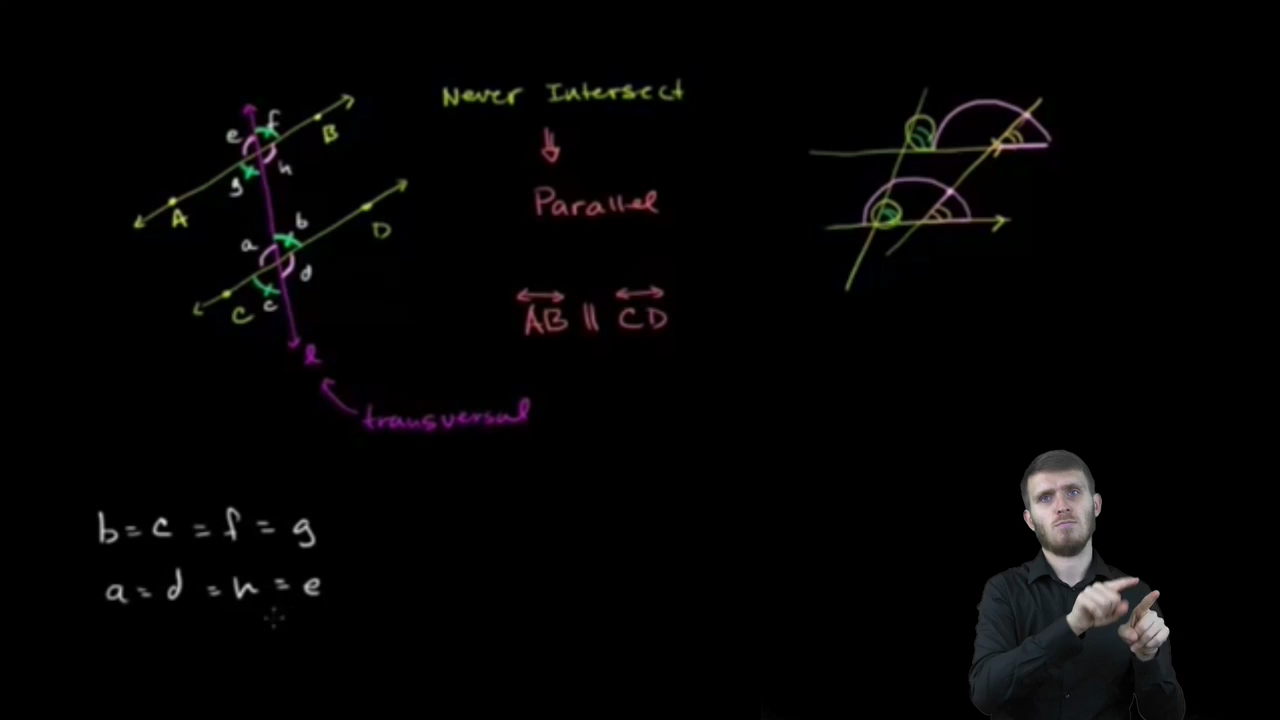 Never Intersect
⇓
Parallel
AB || CD
e f
B
g h
A
a b
D
d
C c
l
transversal
b = c = f = g
a = d = h = e